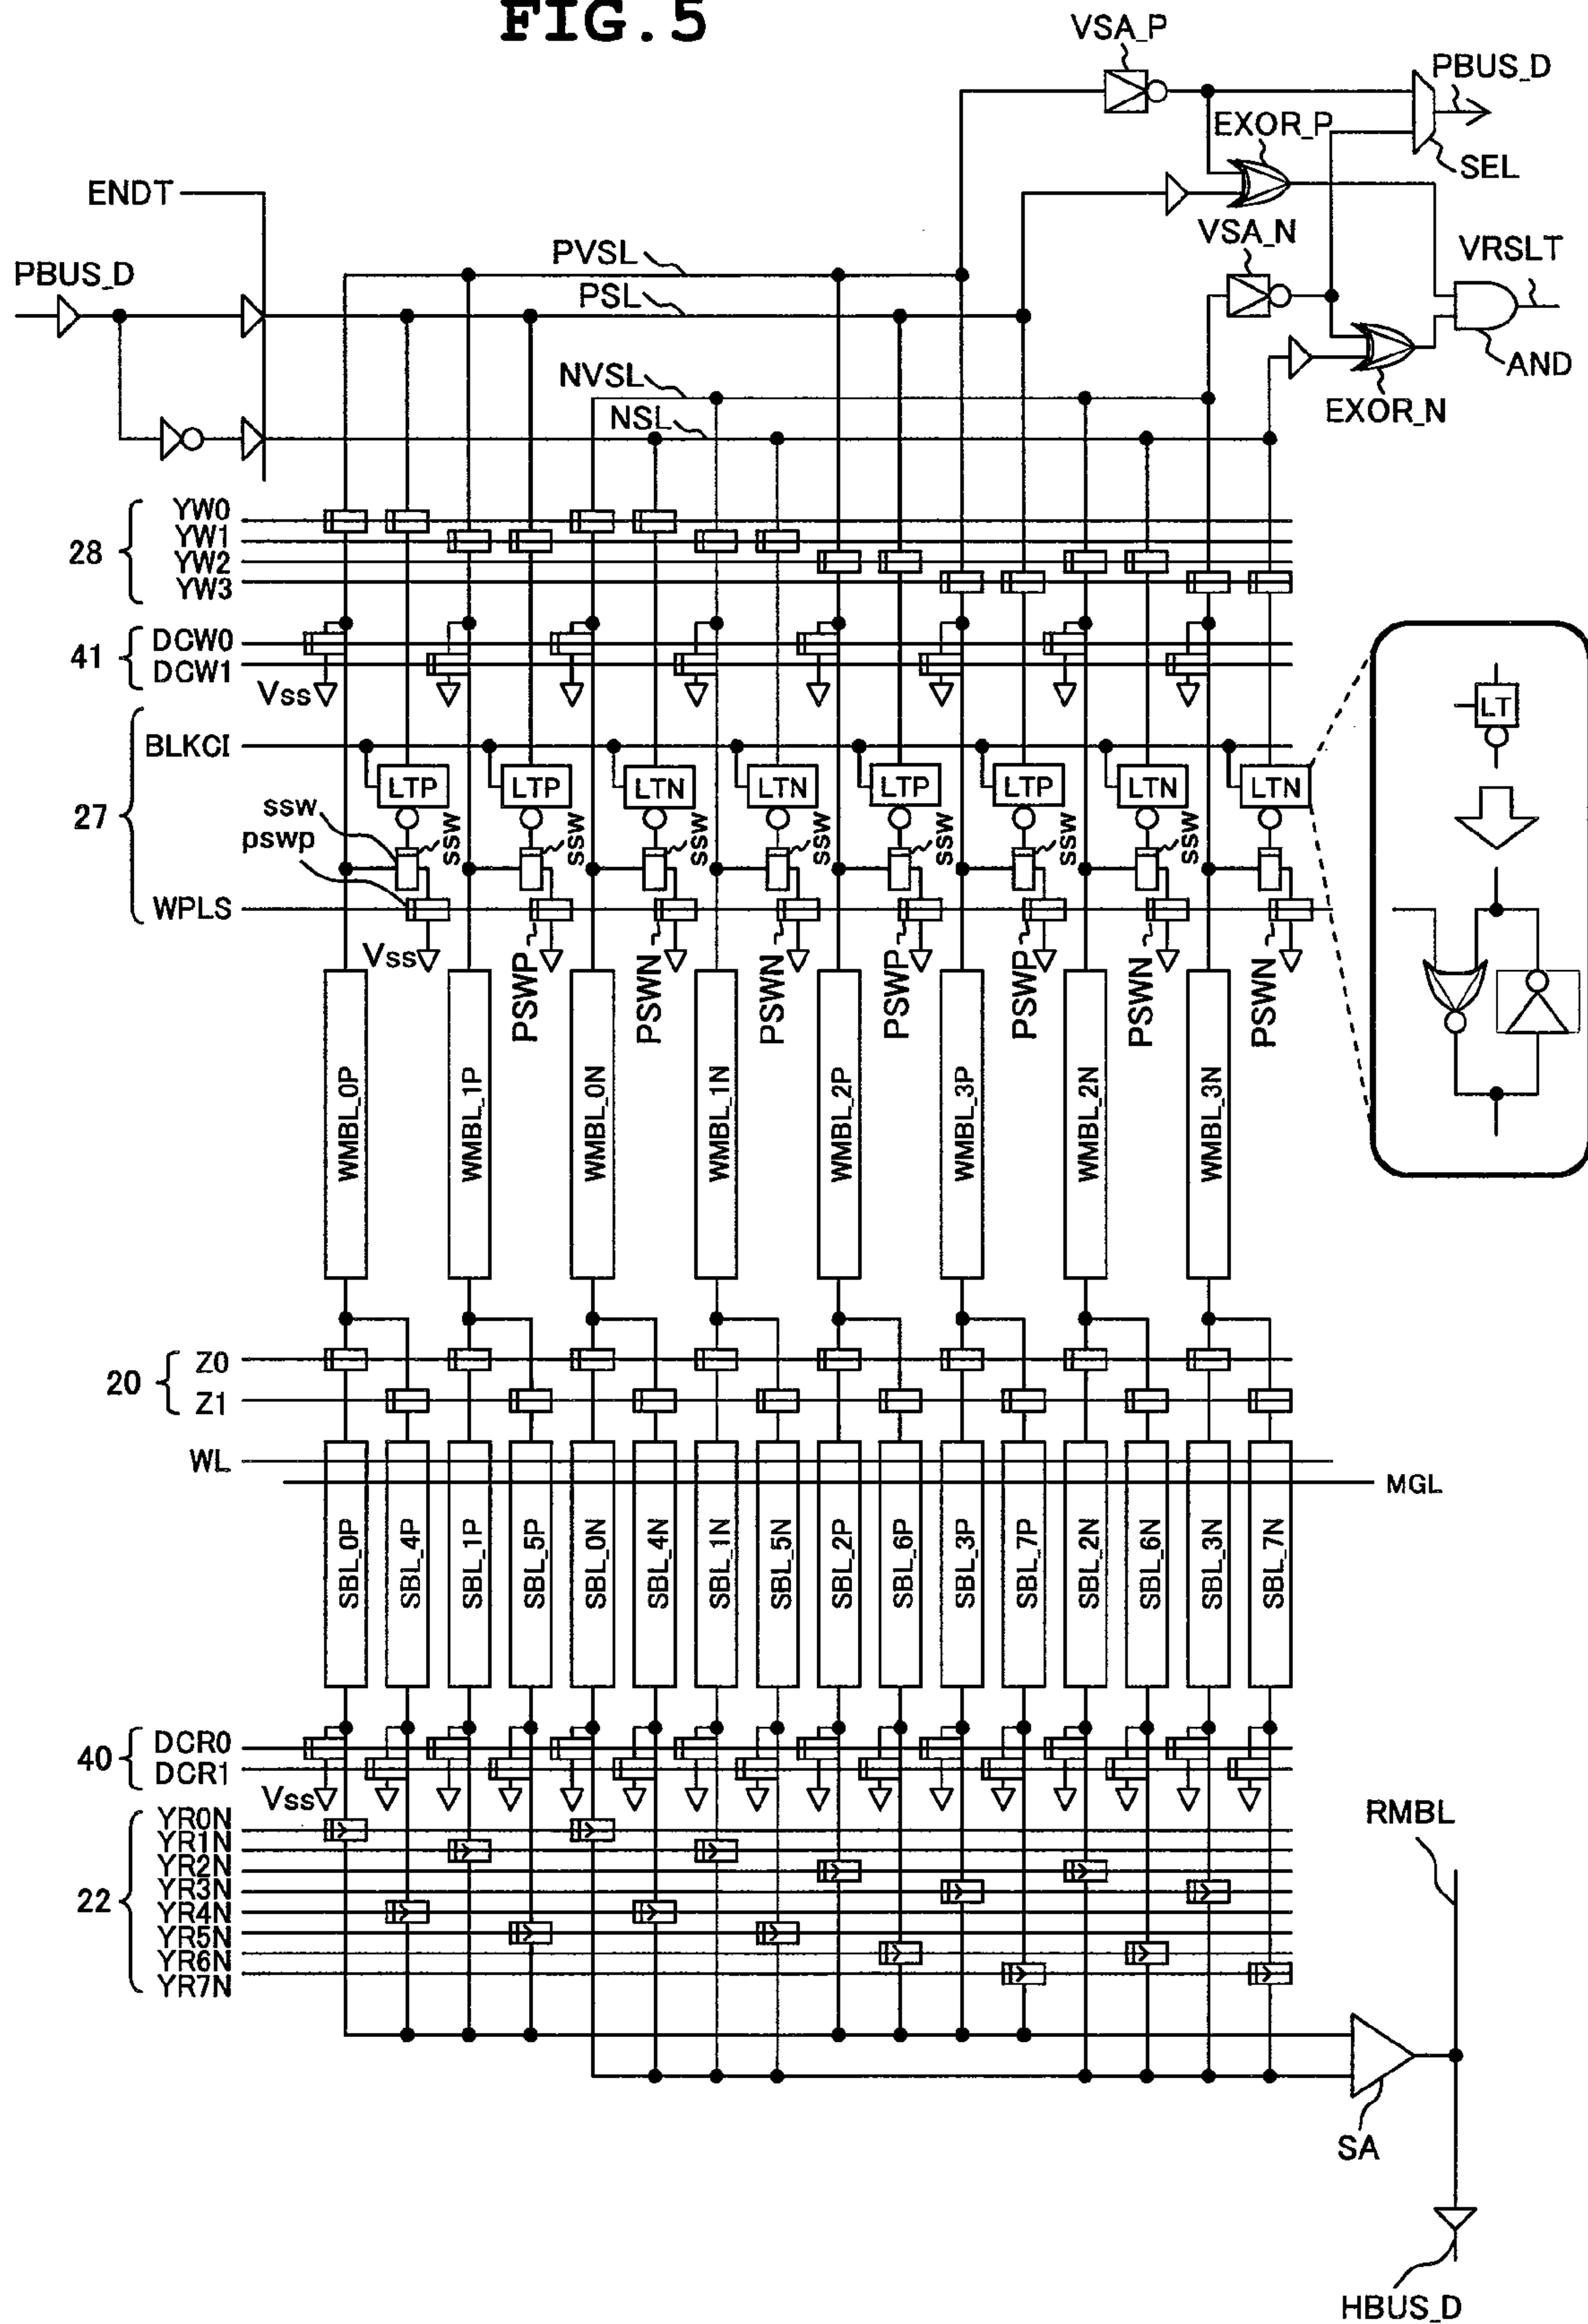 FIG. 5
VSA_P
PBUS_D
EXOR_P
SEL
ENDT
VSA_N
VRSLT
PBUS_D
PVSL
PSL
AND
NVSL
EXOR_N
NSL
28
YW0
YW1
YW2
YW3
41
DCW0
DCW1
Vss
27
BLKCI
LTP LTP LTN LTN LTP LTP LTN LTN
LT
ssw
pswp
ssw ssw ssw ssw ssw ssw ssw
WPLS
Vss
PSWP PSWN PSWN PSWP PSWP PSWN PSWN
WMBL_0P WMBL_1P WMBL_0N WMBL_1N WMBL_2P WMBL_3P WMBL_2N WMBL_3N
20
Z0
Z1
WL
MGL
SBL_0P SBL_4P SBL_1P SBL_5P SBL_0N SBL_4N SBL_1N SBL_5N SBL_2P SBL_6P SBL_3P SBL_7P SBL_2N SBL_6N SBL_3N SBL_7N
40
DCR0
DCR1
Vss
22
YR0N
YR1N
YR2N
YR3N
YR4N
YR5N
YR6N
YR7N
RMBL
SA
HBUS_D